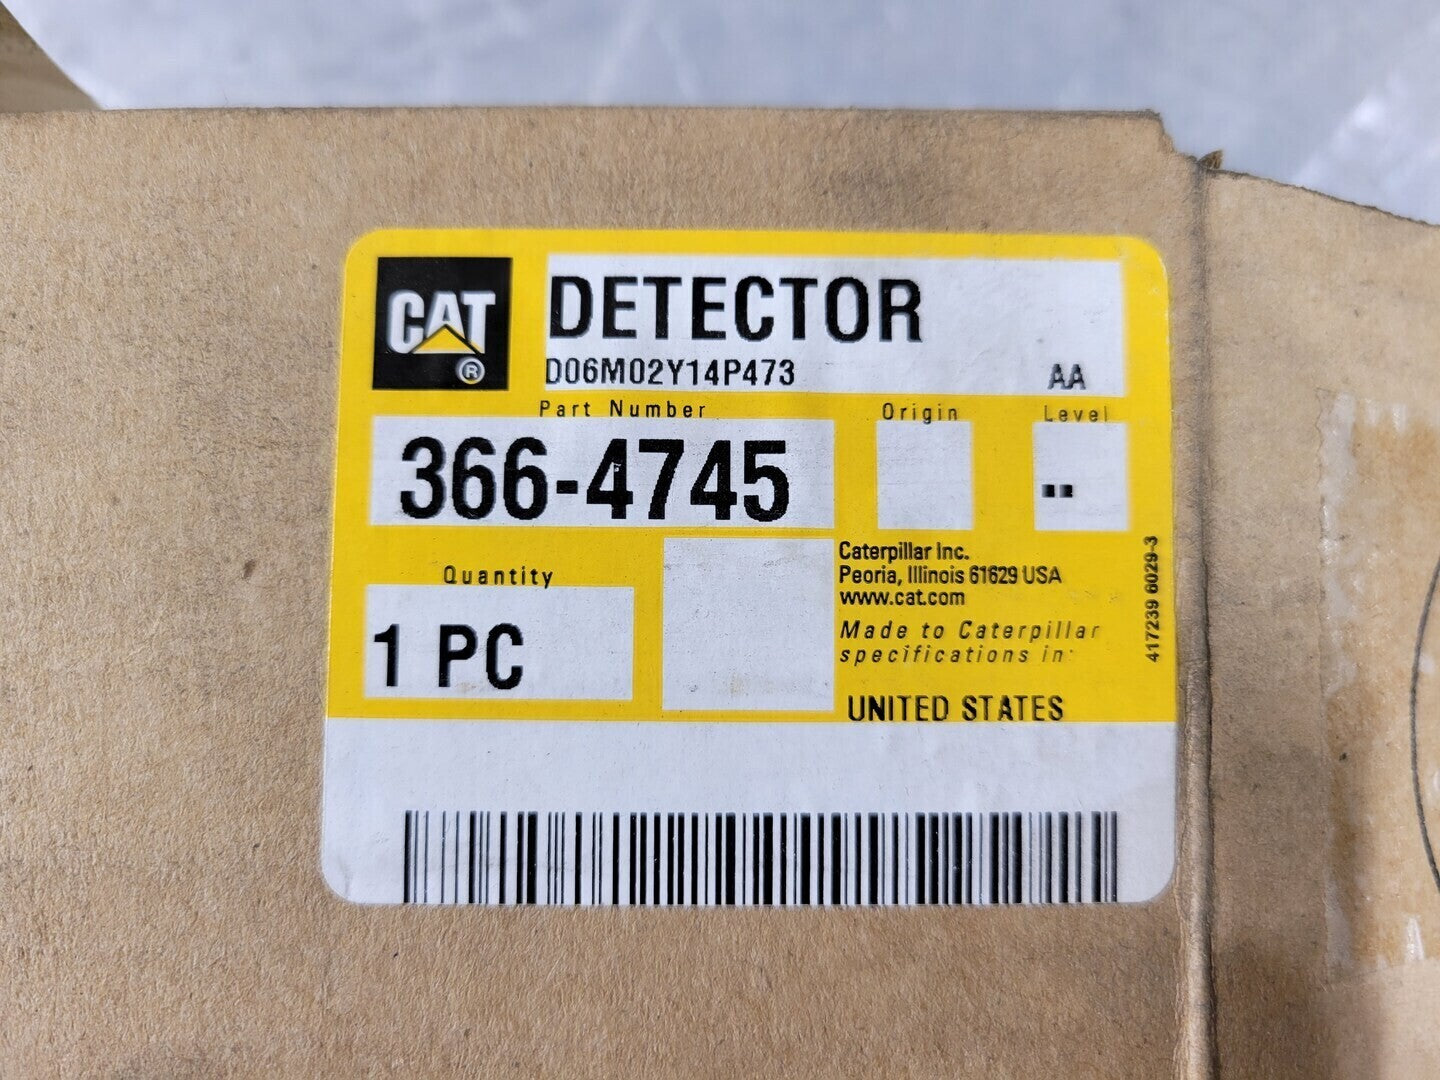 CAT
®
DETECTOR
D06M02Y14P473 AA
Part Number Origin Level
366-4745 --
Quantity
1 PC
Caterpillar Inc.
Peoria, Illinois 61629 USA
www.cat.com
Made to Caterpillar
specifications in:
UNITED STATES
417239 6029-3